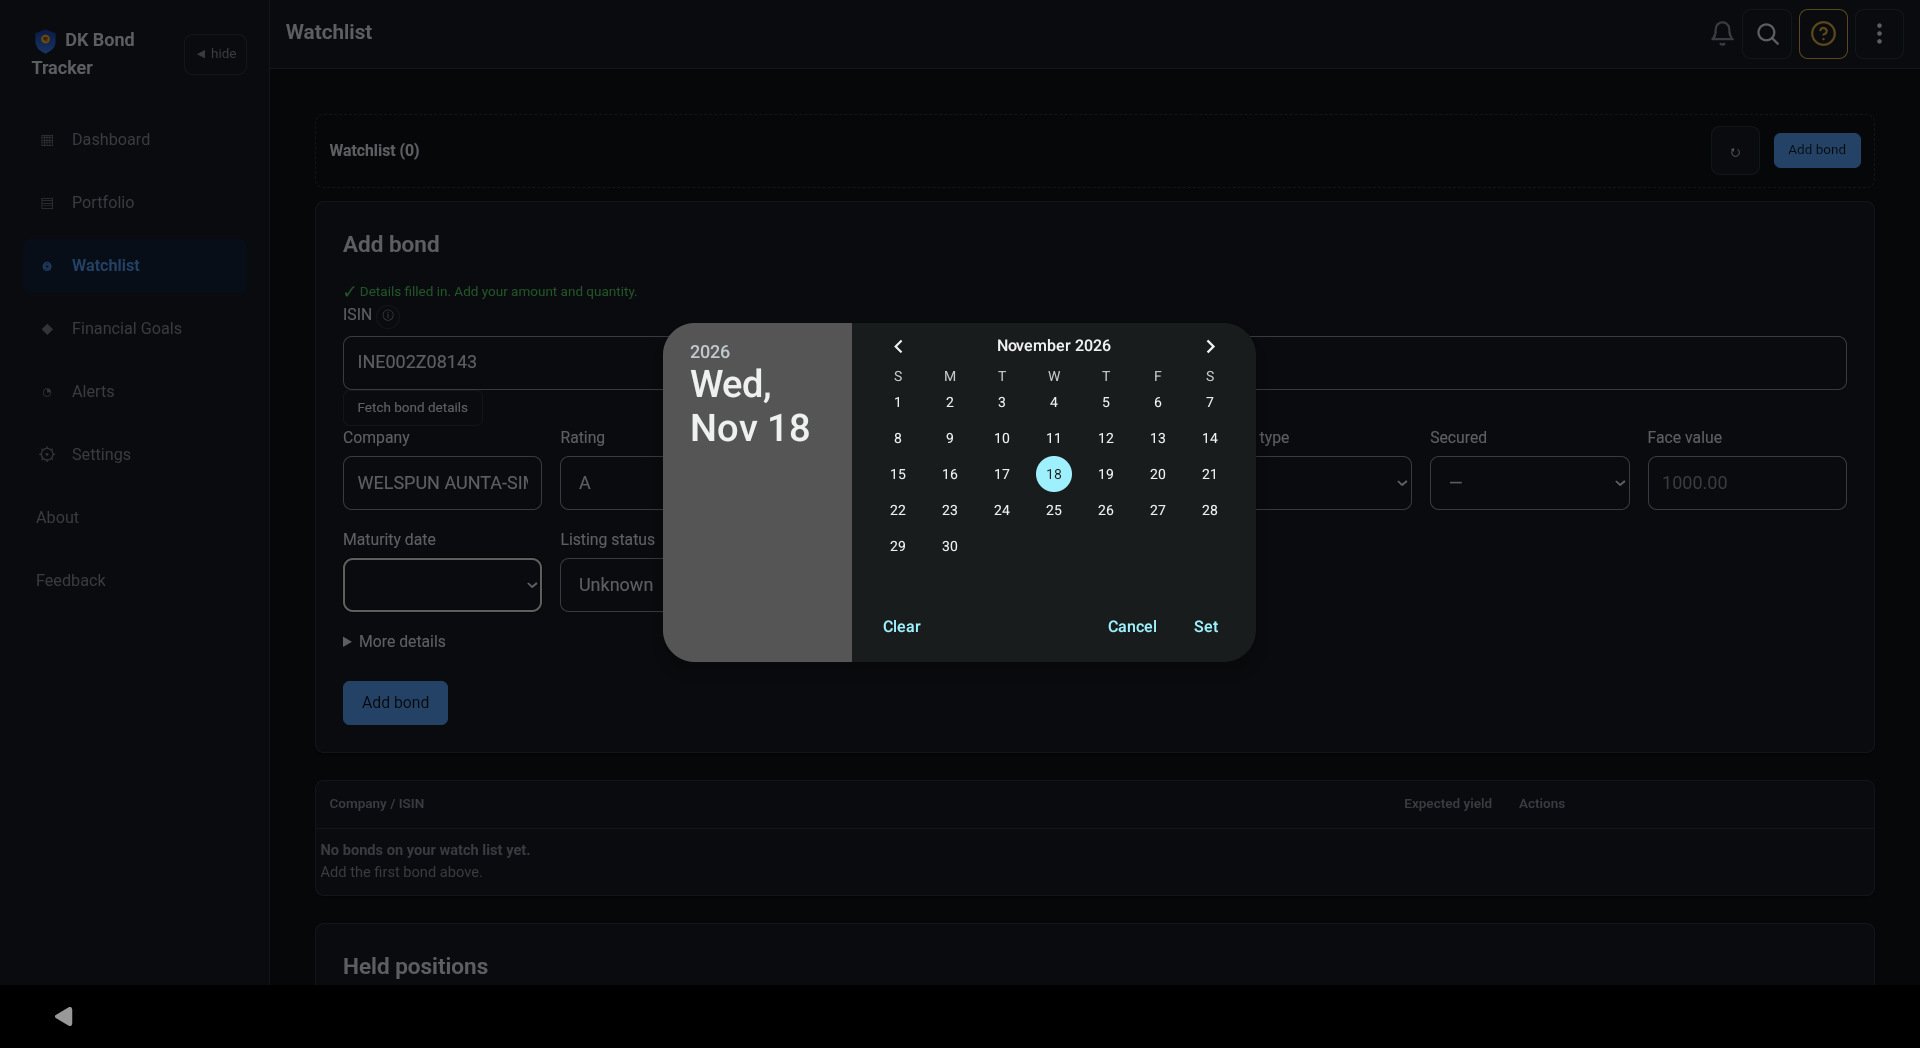 DK Bond
Tracker
◄ hide
Dashboard
Portfolio
Watchlist
Financial Goals
Alerts
Settings
About
Feedback
Watchlist
Watchlist (0)
Add bond
Add bond
✓ Details filled in. Add your amount and quantity.
ISIN ⓘ
INE002Z08143
Fetch bond details
Company
Rating
type
Secured
Face value
WELSPUN AUNTA-SI
A
—
1000.00
Maturity date
Listing status
Unknown
▶ More details
Add bond
2026
Wed,
Nov 18
November 2026
S M T W T F S
1 2 3 4 5 6 7
8 9 10 11 12 13 14
15 16 17 18 19 20 21
22 23 24 25 26 27 28
29 30
Clear
Cancel
Set
Company / ISIN
Expected yield
Actions
No bonds on your watch list yet.
Add the first bond above.
Held positions